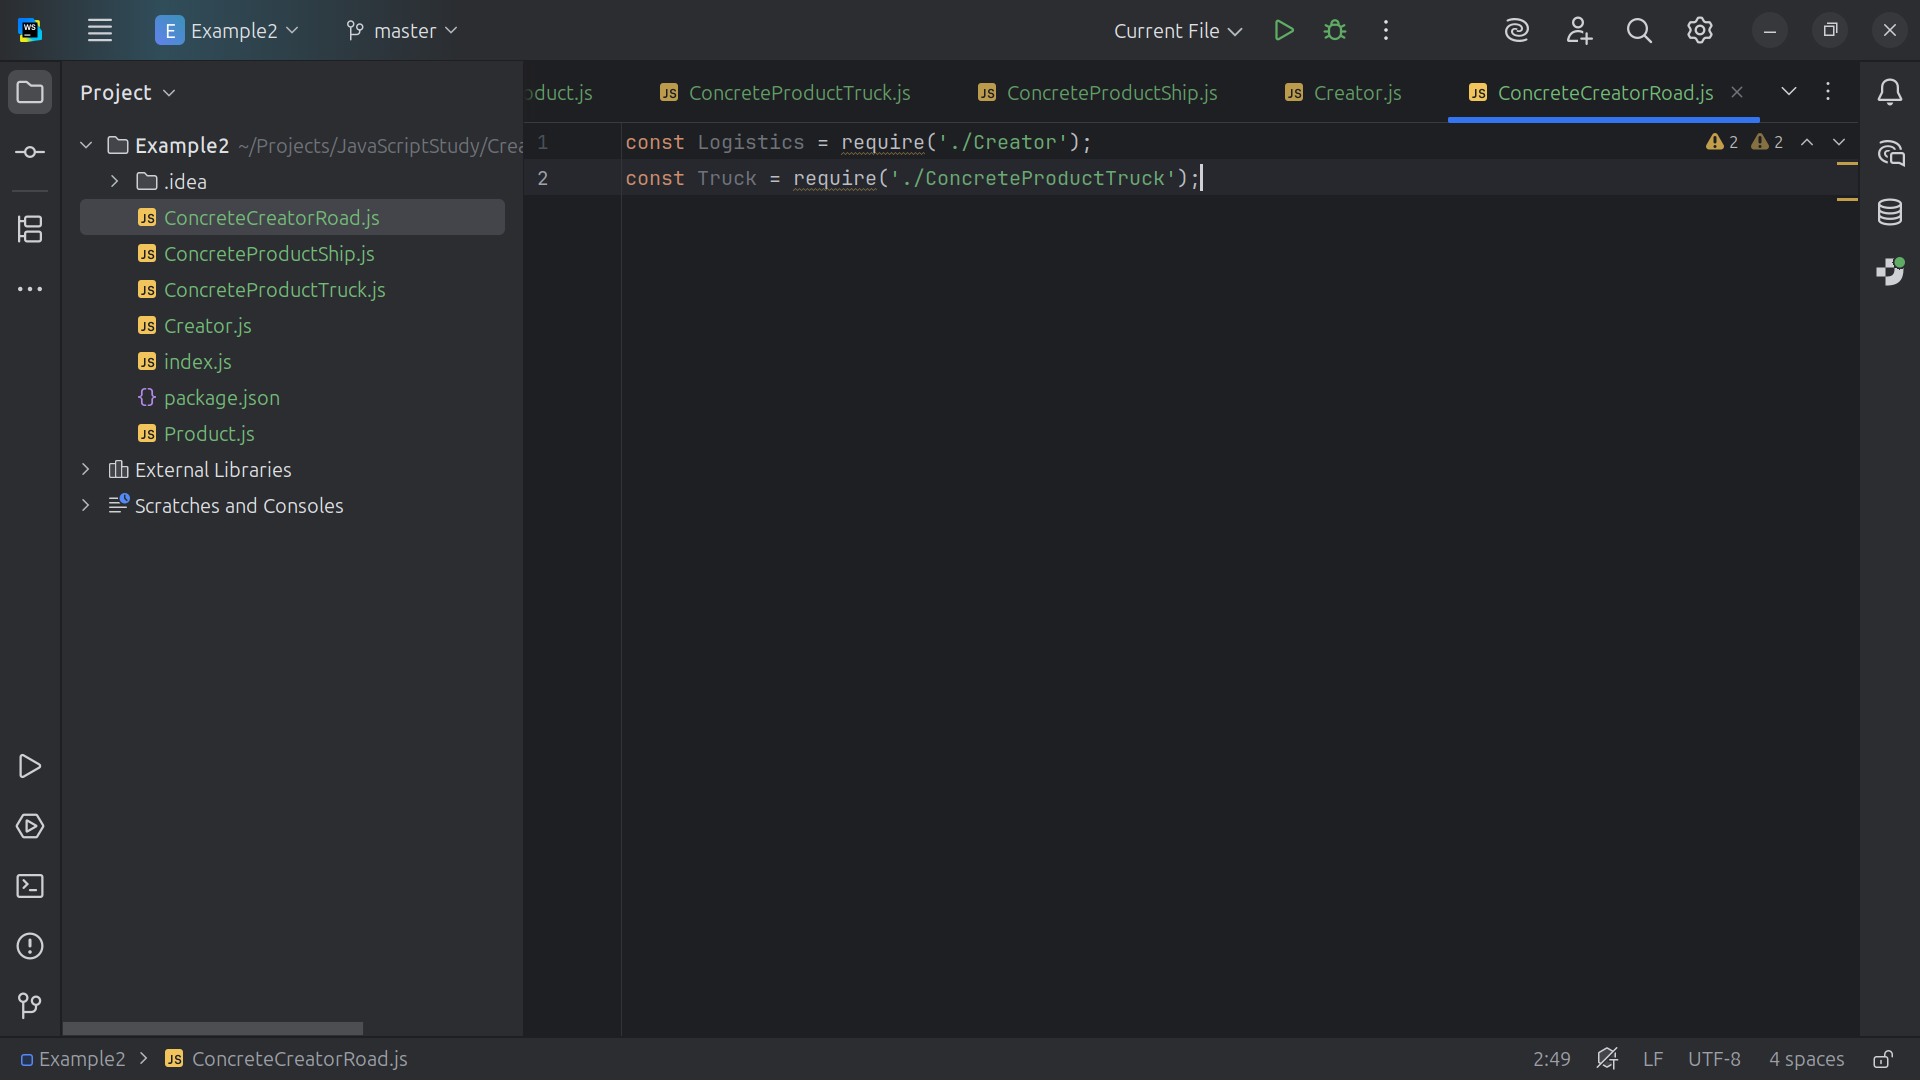 WS
E Example2
master
Current File
Project
oduct.js
JS ConcreteProductTruck.js
JS ConcreteProductShip.js
JS Creator.js
JS ConcreteCreatorRoad.js
Example2 ~/Projects/JavaScriptStudy/Crea
.idea
JS ConcreteCreatorRoad.js
JS ConcreteProductShip.js
JS ConcreteProductTruck.js
JS Creator.js
JS index.js
{} package.json
JS Product.js
External Libraries
Scratches and Consoles
1 const Logistics = require('./Creator');
2 const Truck = require('./ConcreteProductTruck');
2 2
Example2 > JS ConcreteCreatorRoad.js
2:49
LF
UTF-8
4 spaces